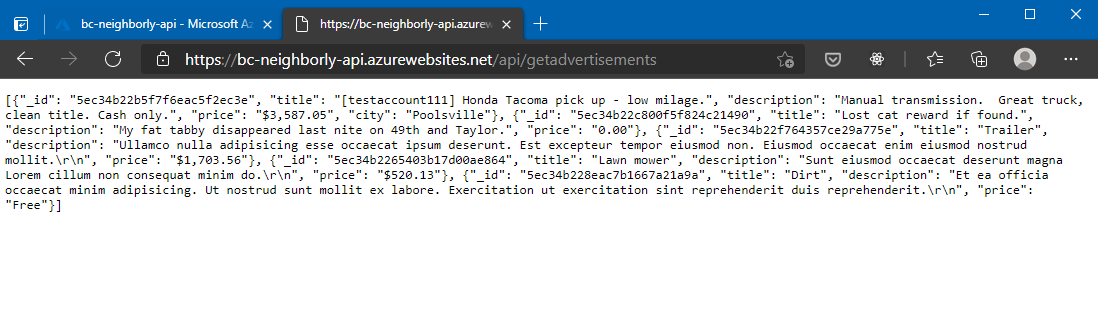 bc-neighborly-api - Microsoft Az
https://bc-neighborly-api.azurew
https://bc-neighborly-api.azurewebsites.net/api/getadvertisements
[{"_id": "5ec34b22b5f7f6eac5f2ec3e", "title": "[testaccount111] Honda Tacoma pick up - low milage.", "description": "Manual transmission.  Great truck,
clean title. Cash only.", "price": "$3,587.05", "city": "Poolsville"}, {"_id": "5ec34b22c800f5f824c21490", "title": "Lost cat reward if found.",
"description": "My fat tabby disappeared last nite on 49th and Taylor.", "price": "0.00"}, {"_id": "5ec34b22f764357ce29a775e", "title": "Trailer",
"description": "Ullamco nulla adipisicing esse occaecat ipsum deserunt. Est excepteur tempor eiusmod non. Eiusmod occaecat enim eiusmod nostrud
mollit.\r\n", "price": "$1,703.56"}, {"_id": "5ec34b2265403b17d00ae864", "title": "Lawn mower", "description": "Sunt eiusmod occaecat deserunt magna
Lorem cillum non consequat minim do.\r\n", "price": "$520.13"}, {"_id": "5ec34b228eac7b1667a21a9a", "title": "Dirt", "description": "Et ea officia
occaecat minim adipisicing. Ut nostrud sunt mollit ex labore. Exercitation ut exercitation sint reprehenderit duis reprehenderit.\r\n", "price":
"Free"}]